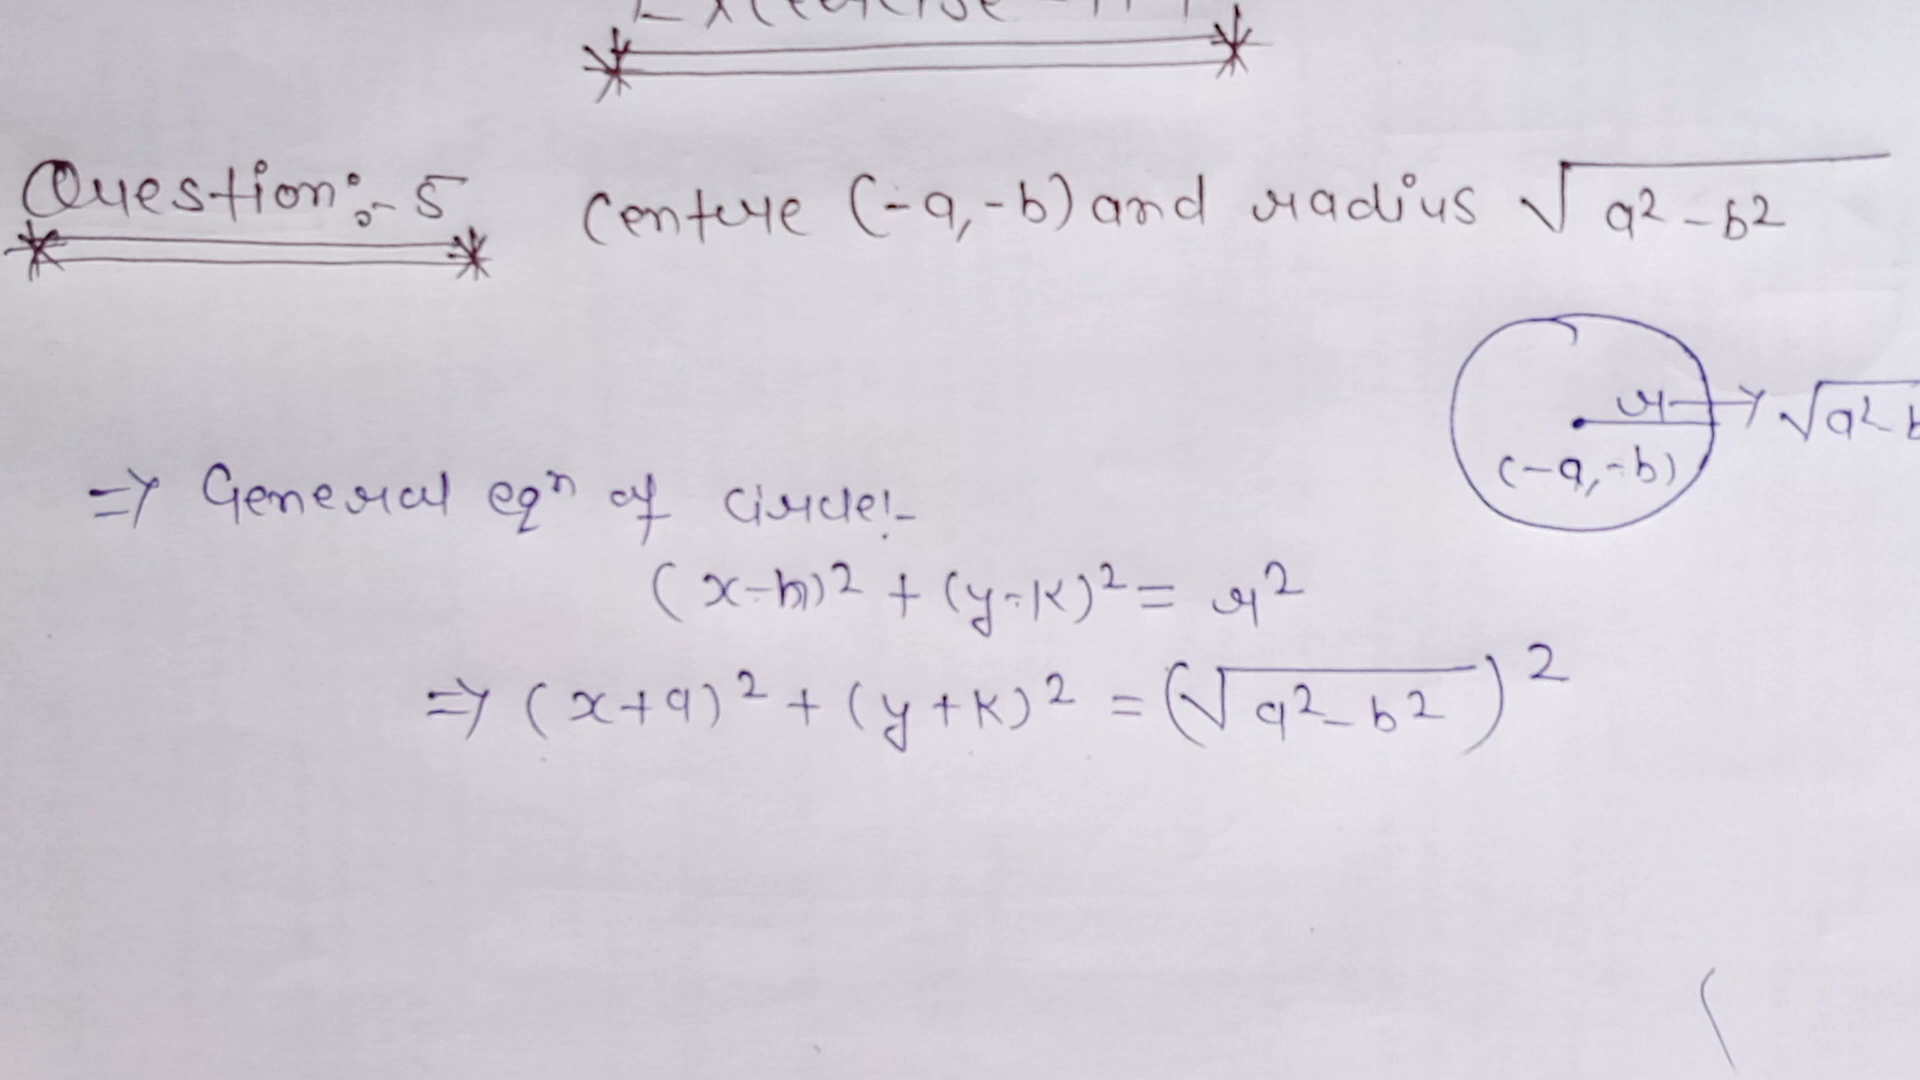 Question:- 5 Centre (-a,-b) and radius √a²-b²
r → √a²-b
(-a,-b)
⇒ General eqⁿ of circle:-
(x-h)² + (y-k)² = r²
⇒ (x+a)² + (y+k)² = (√a²-b²)²